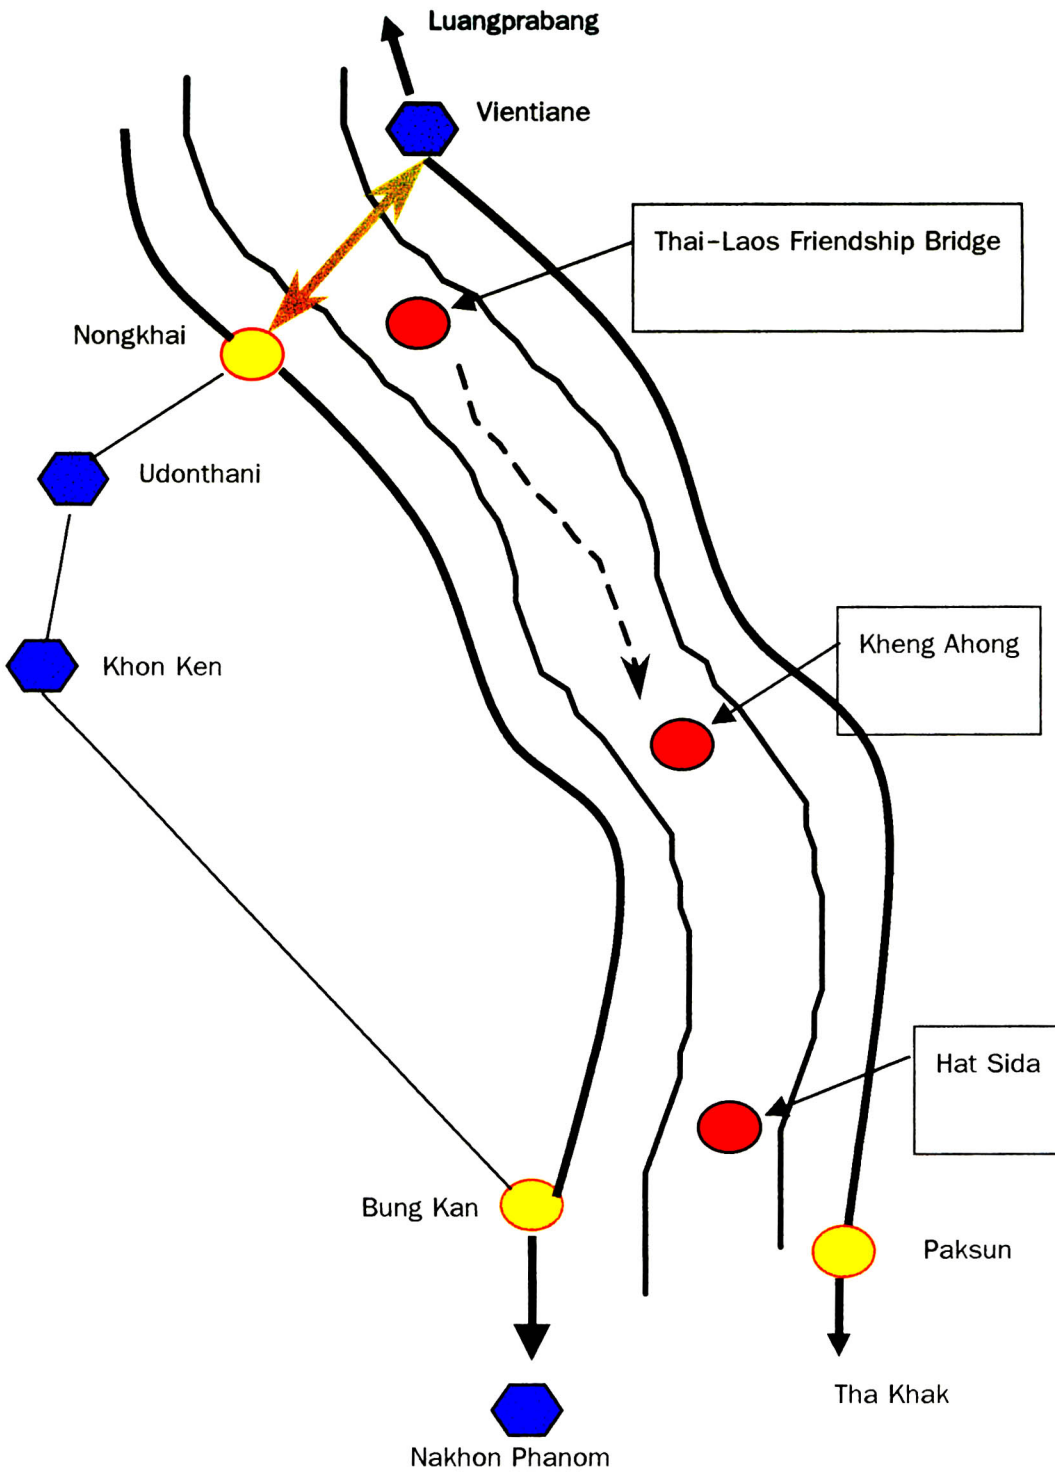 Luangprabang
Vientiane
Thai-Laos Friendship Bridge
Nongkhai
Udonthani
Kheng Ahong
Khon Ken
Hat Sida
Bung Kan
Paksun
Tha Khak
Nakhon Phanom